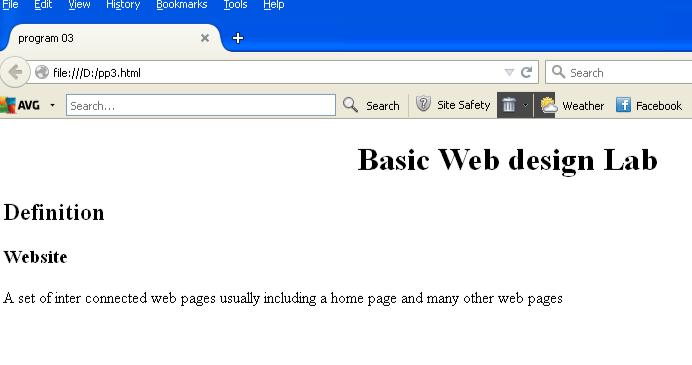 File Edit View History Bookmarks Tools Help
program 03
file:///D:/pp3.html Search
AVG Search... Search Site Safety Weather Facebook
Basic Web design Lab
Definition
Website
A set of inter connected web pages usually including a home page and many other web pages